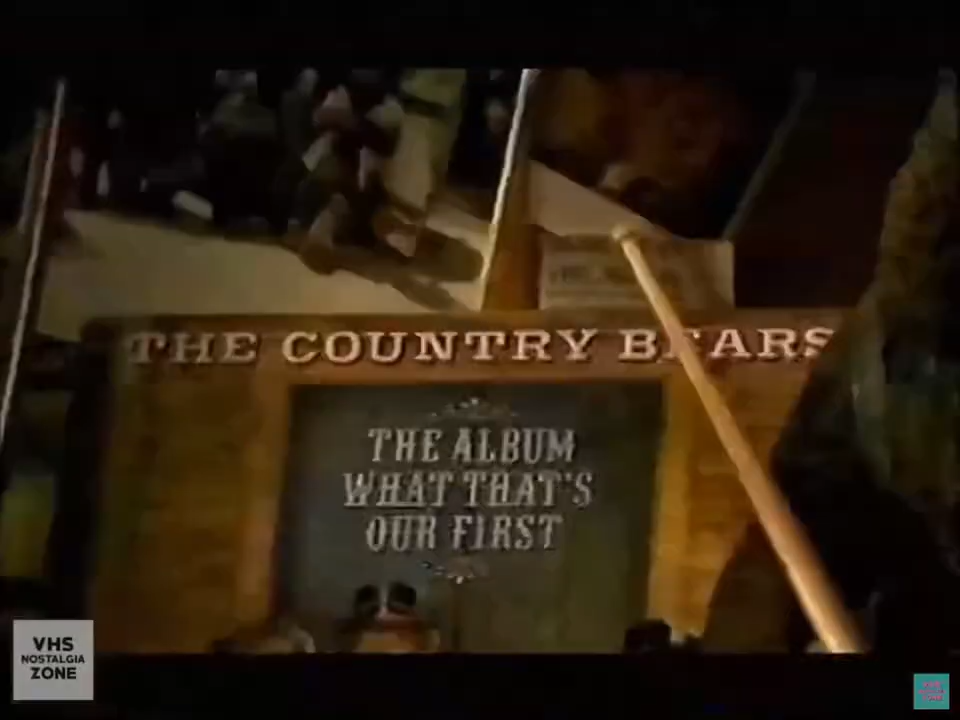 THE COUNTRY BEARS
THE ALBUM
WHAT THAT'S
OUR FIRST
VHS
NOSTALGIA
ZONE